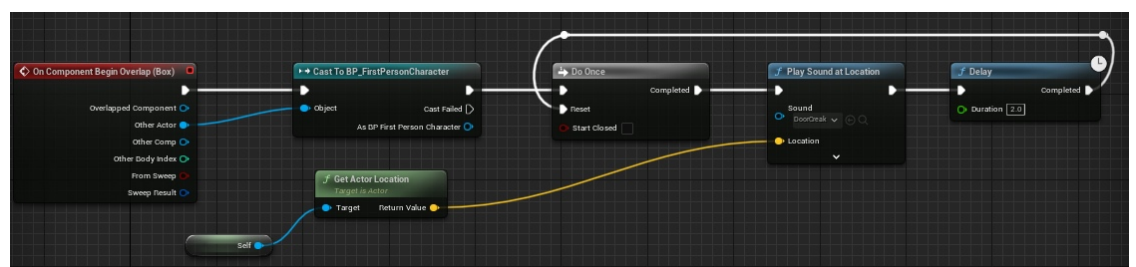 On Component Begin Overlap (Box)
Overlapped Component
Other Actor
Other Comp
Other Body Index
From Sweep
Sweep Result
Cast To BP_FirstPersonCharacter
Object
Cast Failed
As BP First Person Character
Get Actor Location
Target is Actor
Target
Return Value
Self
Do Once
Completed
Reset
Start Closed
Play Sound at Location
Sound
DoorCreak
Location
Delay
Completed
Duration 2.0